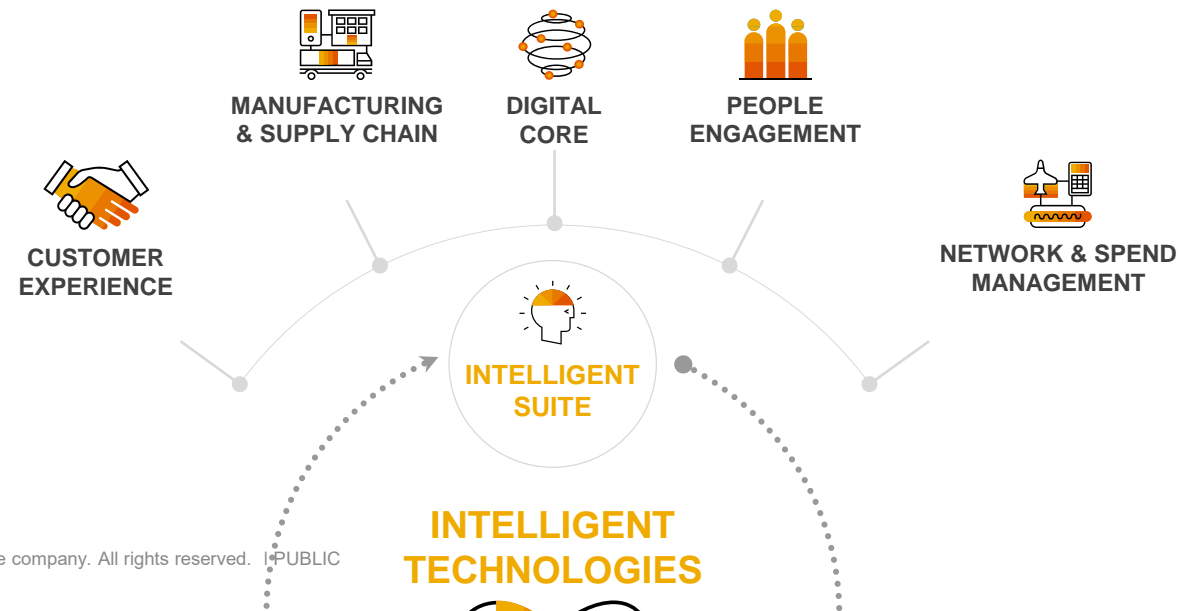 MANUFACTURING
& SUPPLY CHAIN
DIGITAL
CORE
PEOPLE
ENGAGEMENT
CUSTOMER
EXPERIENCE
NETWORK & SPEND
MANAGEMENT
INTELLIGENT
SUITE
INTELLIGENT
TECHNOLOGIES
e company. All rights reserved. | PUBLIC